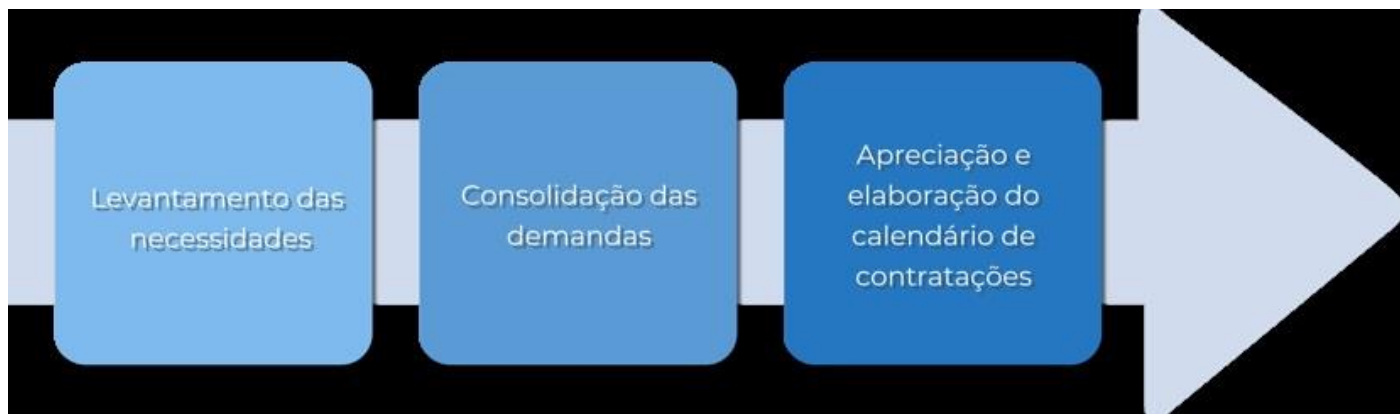 Levantamento das
necessidades
Consolidação das
demandas
Apreciação e
elaboração do
calendário de
contratações